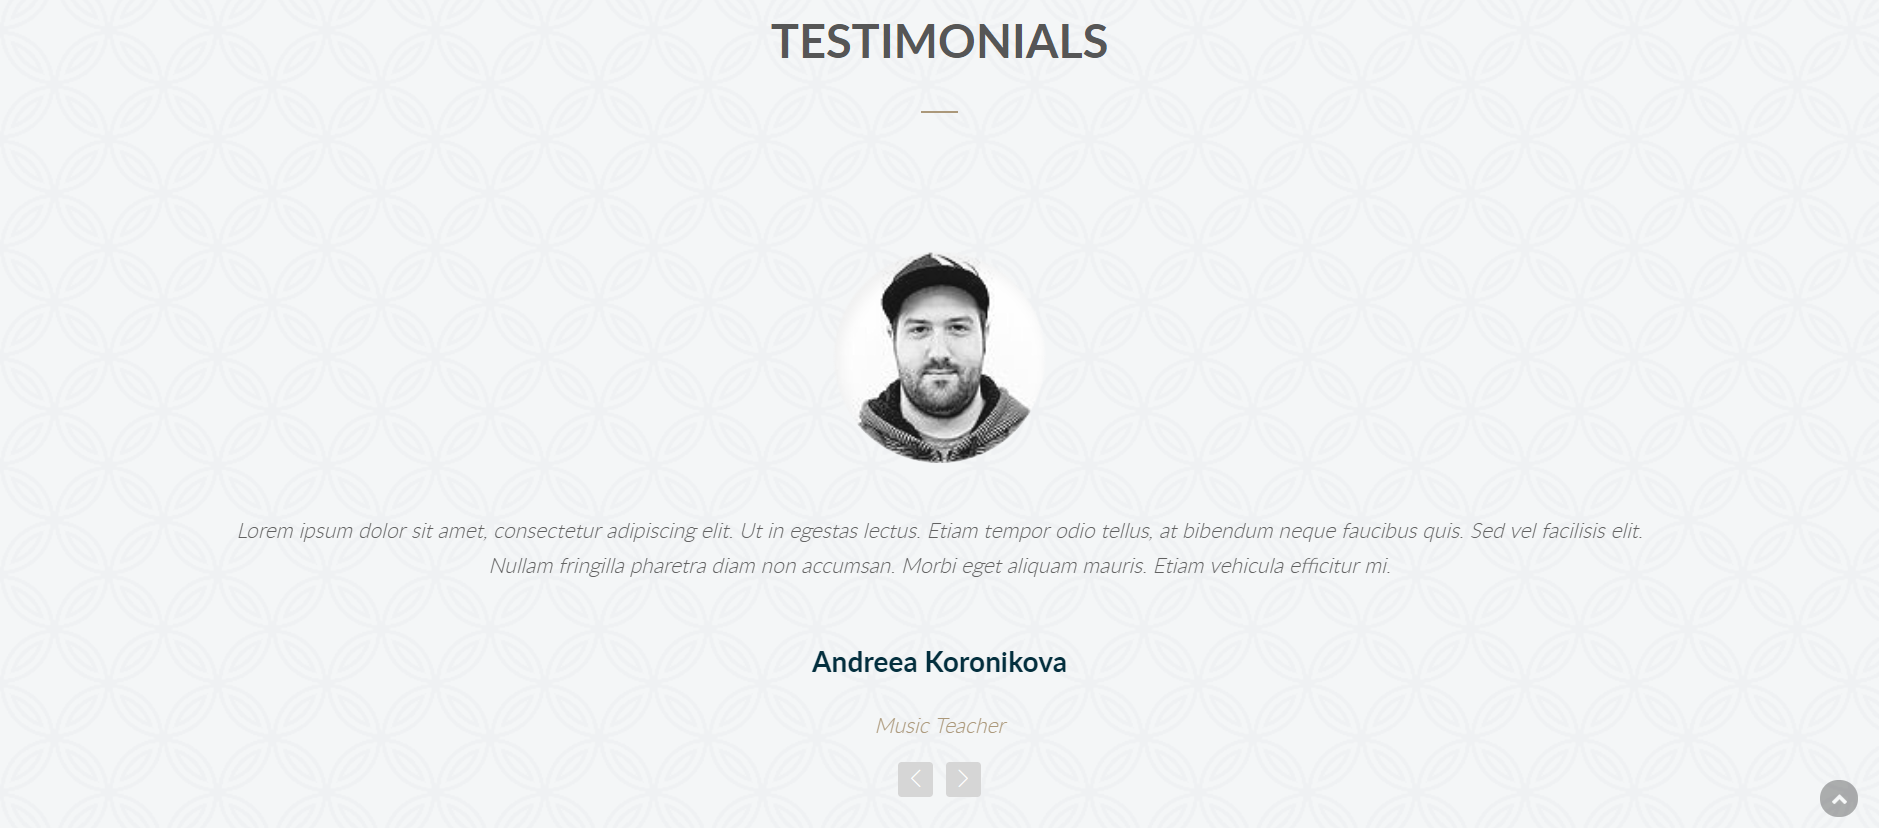 TESTIMONIALS
Lorem ipsum dolor sit amet, consectetur adipiscing elit. Ut in egestas lectus. Etiam tempor odio tellus, at bibendum neque faucibus quis. Sed vel facilisis elit.
Nullam fringilla pharetra diam non accumsan. Morbi eget aliquam mauris. Etiam vehicula efficitur mi.
Andreea Koronikova
Music Teacher